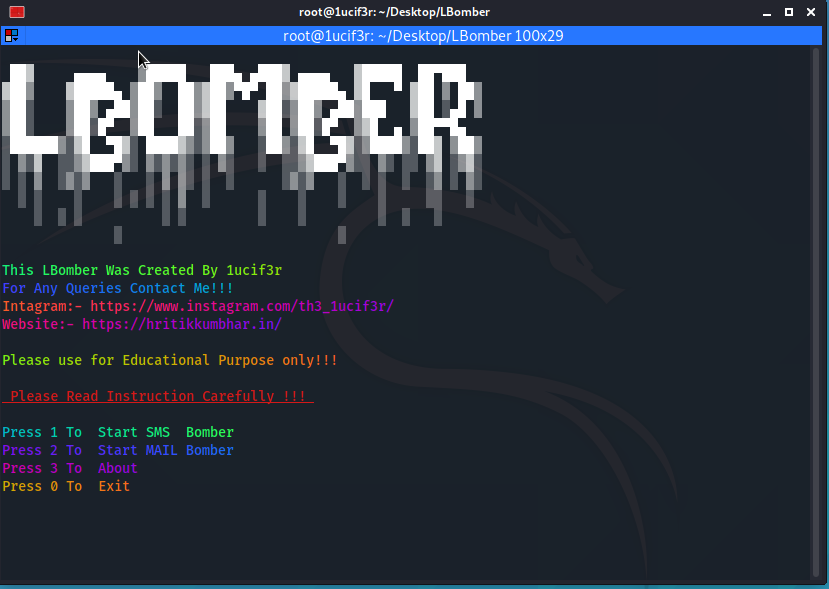 root@1ucif3r: ~/Desktop/LBomber
root@1ucif3r: ~/Desktop/LBomber 100x29
LBOMBER
This LBomber Was Created By 1ucif3r
For Any Queries Contact Me!!!
Intagram:- https://www.instagram.com/th3_1ucif3r/
Website:- https://hritikkumbhar.in/
Please use for Educational Purpose only!!!
Please Read Instruction Carefully !!!
Press 1 To  Start SMS  Bomber
Press 2 To  Start MAIL Bomber
Press 3 To  About
Press 0 To  Exit